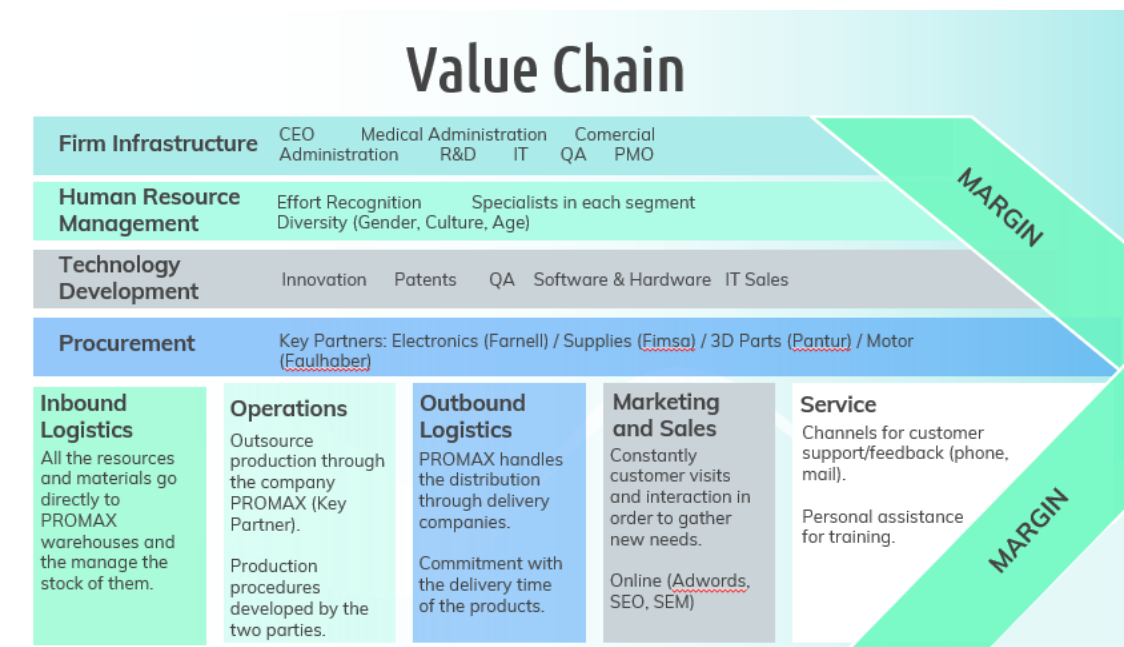 Value Chain
Firm Infrastructure
CEO Medical Administration Comercial
Administration R&D IT QA PMO
Human Resource
Management
Effort Recognition Specialists in each segment
Diversity (Gender, Culture, Age)
Technology
Development
Innovation Patents QA Software & Hardware IT Sales
Procurement
Key Partners: Electronics (Farnell) / Supplies (Fimsa) / 3D Parts (Pantur) / Motor
(Faulhaber)
MARGIN
Inbound
Logistics
All the resources
and materials go
directly to
PROMAX
warehouses and
the manage the
stock of them.
Operations
Outsource
production through
the company
PROMAX (Key
Partner).
Production
procedures
developed by the
two parties.
Outbound
Logistics
PROMAX handles
the distribution
through delivery
companies.
Commitment with
the delivery time
of the products.
Marketing
and Sales
Constantly
customer visits
and interaction in
order to gather
new needs.
Online (Adwords,
SEO, SEM)
Service
Channels for customer
support/feedback (phone,
mail).
Personal assistance
for training.
MARGIN